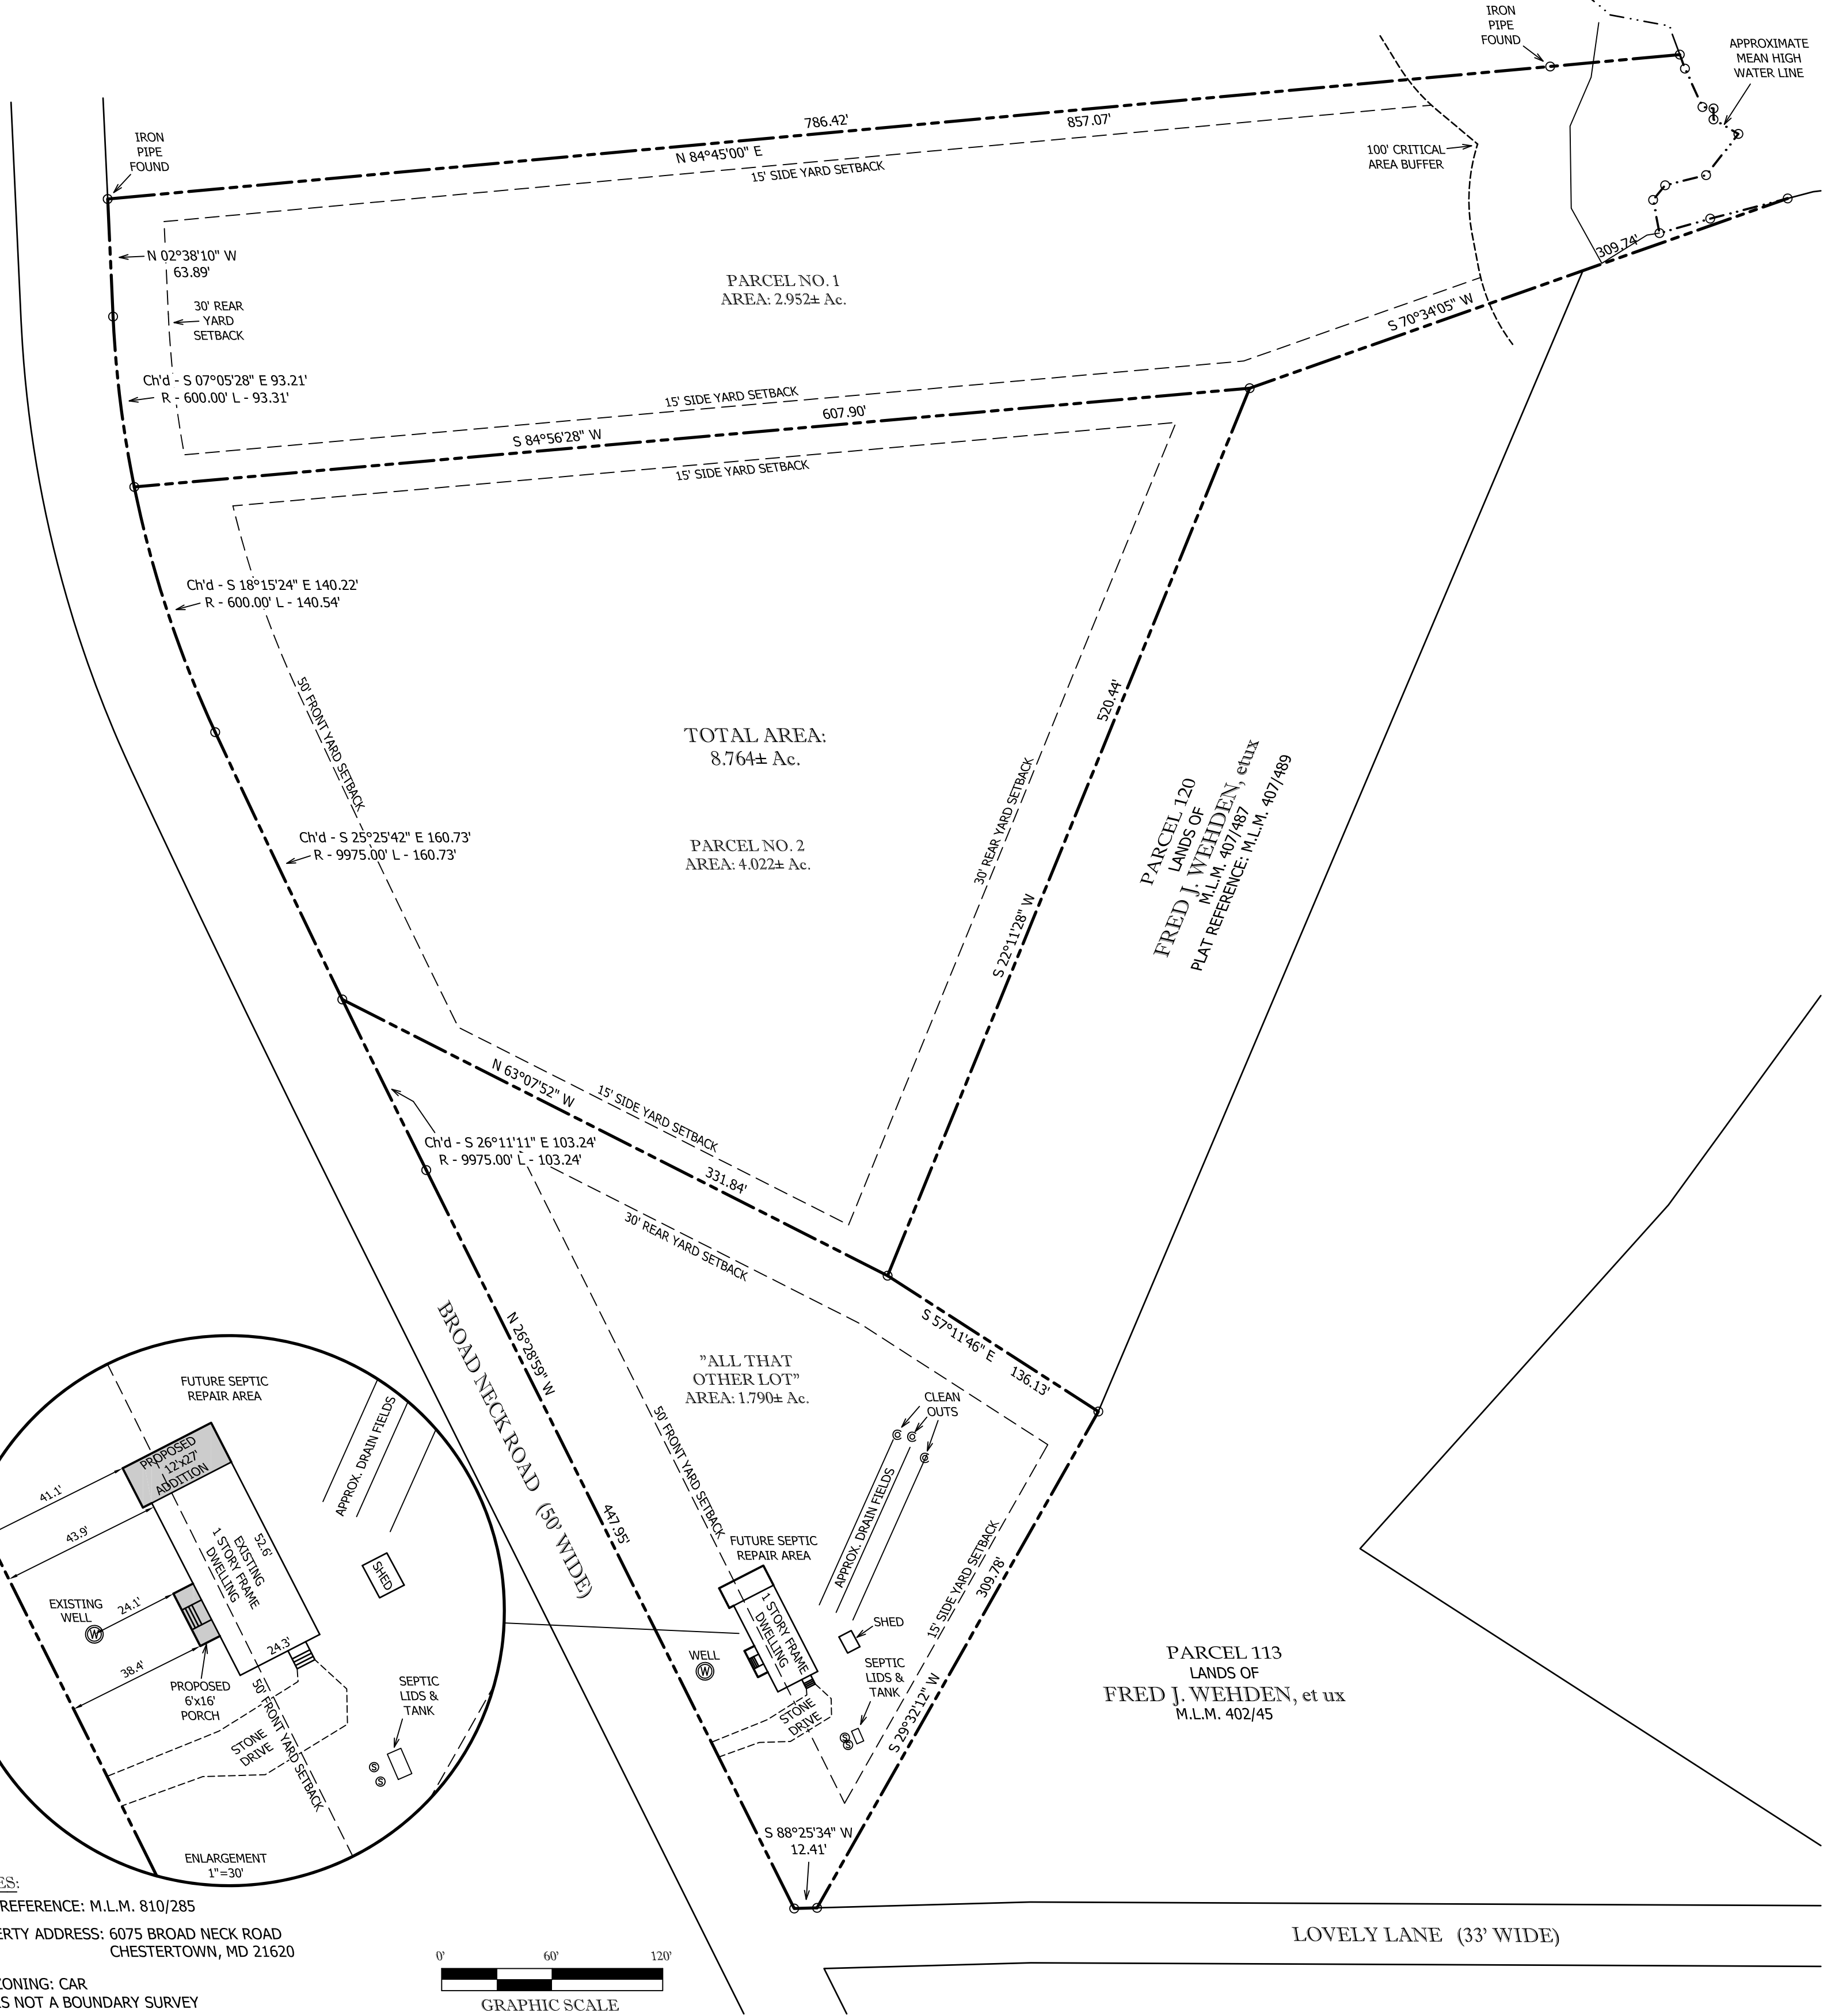 IRON
PIPE
FOUND
APPROXIMATE
MEAN HIGH
WATER LINE
IRON
PIPE
FOUND
786.42'
857.07'
N 84°45'00" E
15' SIDE YARD SETBACK
100' CRITICAL
AREA BUFFER
N 02°38'10" W
63.89'
30' REAR
YARD
SETBACK
PARCEL NO. 1
AREA: 2.952± Ac.
309.74'
S 70°34'05" W
Ch'd - S 07°05'28" E 93.21'
R - 600.00' L - 93.31'
15' SIDE YARD SETBACK
607.90'
S 84°56'28" W
15' SIDE YARD SETBACK
Ch'd - S 18°15'24" E 140.22'
R - 600.00' L - 140.54'
50' FRONT YARD SETBACK
TOTAL AREA:
8.764± Ac.
520.44'
PARCEL 120
LANDS OF
FRED J. WEHDEN, etux
M.L.M. 407/487
PLAT REFERENCE: M.L.M. 407/489
Ch'd - S 25°25'42" E 160.73'
R - 9975.00' L - 160.73'
PARCEL NO. 2
AREA: 4.022± Ac.
30' REAR YARD SETBACK
S 22°11'28" W
N 63°07'52" W
15' SIDE YARD SETBACK
Ch'd - S 26°11'11" E 103.24'
R - 9975.00' L - 103.24'
331.84'
30' REAR YARD SETBACK
S 57°11'46" E
136.13'
N 26°28'59" W
BROAD NECK ROAD (50' WIDE)
"ALL THAT
OTHER LOT"
AREA: 1.790± Ac.
50' FRONT YARD SETBACK
CLEAN
OUTS
APPROX. DRAIN FIELDS
447.95'
FUTURE SEPTIC
REPAIR AREA
15' SIDE YARD SETBACK
309.78'
1 STORY FRAME
DWELLING
SHED
WELL
W
SEPTIC
LIDS &
TANK
STONE
DRIVE
S
S
S 29°32'12" W
PARCEL 113
LANDS OF
FRED J. WEHDEN, et ux
M.L.M. 402/45
S 88°25'34" W
12.41'
LOVELY LANE (33' WIDE)
FUTURE SEPTIC
REPAIR AREA
PROPOSED
12'x27'
ADDITION
APPROX. DRAIN FIELDS
41.1'
43.9'
52.6'
EXISTING
1 STORY FRAME
DWELLING
SHED
EXISTING
WELL
W
24.1'
24.3'
38.4'
PROPOSED
6'x16'
PORCH
50' FRONT YARD SETBACK
SEPTIC
LIDS &
TANK
STONE
DRIVE
S
S
ENLARGEMENT
1"=30'
ES:
REFERENCE: M.L.M. 810/285
ERTY ADDRESS: 6075 BROAD NECK ROAD
CHESTERTOWN, MD 21620
ZONING: CAR
IS NOT A BOUNDARY SURVEY
0' 60' 120'
GRAPHIC SCALE